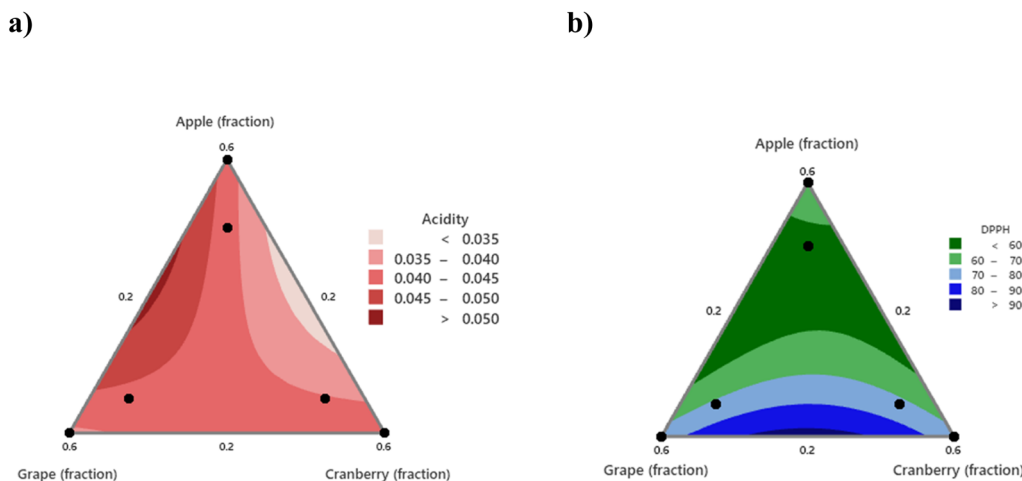 a)
b)
Apple (fraction)
0.6
Acidity
< 0.035
0.035 – 0.040
0.040 – 0.045
0.045 – 0.050
> 0.050
0.2
0.2
0.6
0.2
0.6
Grape (fraction)
Cranberry (fraction)
Apple (fraction)
0.6
DPPH
< 60
60 – 70
70 – 80
80 – 90
> 90
0.2
0.2
0.6
0.2
0.6
Grape (fraction)
Cranberry (fraction)